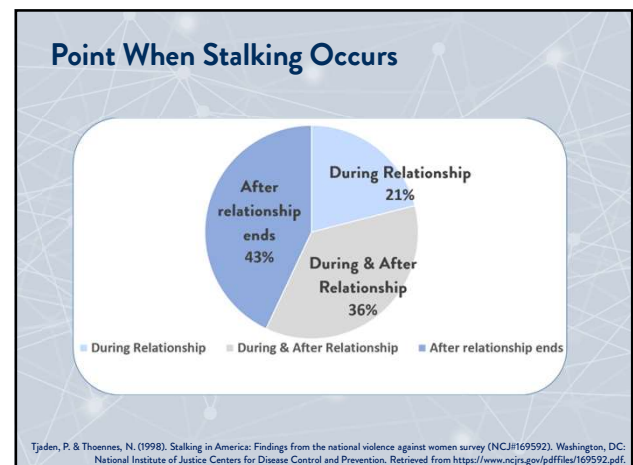 Point When Stalking Occurs
During Relationship
21%
After
relationship
ends
43%
During & After
Relationship
36%
During Relationship During & After Relationship After relationship ends
Tjaden, P. & Thoennes, N. (1998). Stalking in America: Findings from the national violence against women survey (NCJ#169592). Washington, DC:
National Institute of Justice Centers for Disease Control and Prevention. Retrieved from https://www.ncjrs.gov/pdffiles/169592.pdf.